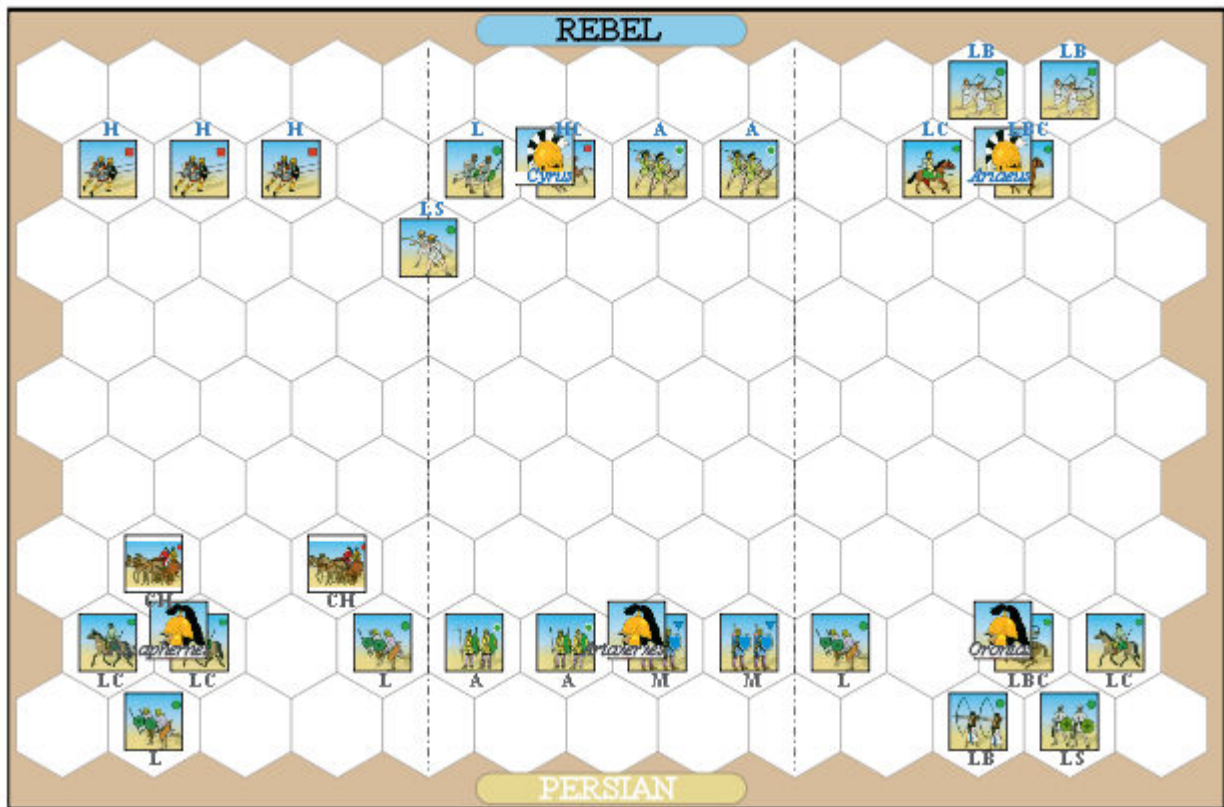 REBEL
LB LB
H H H L HC A A LC LBC
Cyrus Ariaeus
LS
CH CH
Orontas
LC LC L A A M M L LBC LC
L LB LS
PERSIAN